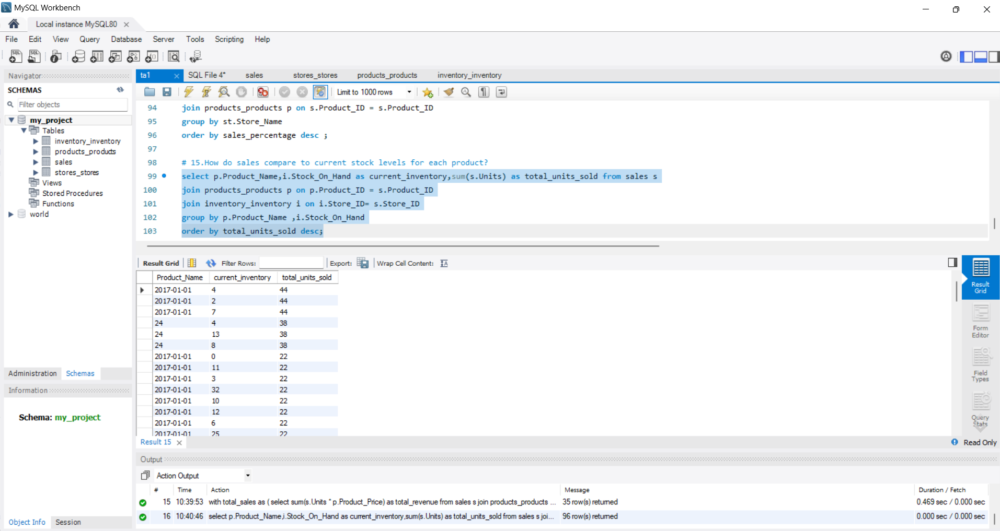 MySQL Workbench
Local instance MySQL80
File Edit View Query Database Server Tools Scripting Help
Navigator
SCHEMAS
Filter objects
my_project
Tables
inventory_inventory
products_products
sales
stores_stores
Views
Stored Procedures
Functions
world
Administration Schemas
Information
Schema: my_project
Object Info Session
ta1 SQL File 4* sales stores_stores products_products inventory_inventory
Limit to 1000 rows
94 join products_products p on s.Product_ID = s.Product_ID
95 group by st.Store_Name
96 order by sales_percentage desc ;
97
98 # 15.How do sales compare to current stock levels for each product?
99 select p.Product_Name,i.Stock_On_Hand as current_inventory,sum(s.Units) as total_units_sold from sales s
100 join products_products p on p.Product_ID = s.Product_ID
101 join inventory_inventory i on i.Store_ID= s.Store_ID
102 group by p.Product_Name ,i.Stock_On_Hand
103 order by total_units_sold desc;
Result Grid Filter Rows: Export: Wrap Cell Content:
Product_Name current_inventory total_units_sold
2017-01-01 4 44
2017-01-01 2 44
2017-01-01 7 44
24 4 38
24 13 38
24 8 38
2017-01-01 0 22
2017-01-01 11 22
2017-01-01 3 22
2017-01-01 32 22
2017-01-01 10 22
2017-01-01 12 22
2017-01-01 6 22
2017-01-01 25 22
Result
Grid
Form
Editor
Field
Types
Query
Stats
Result 15
Read Only
Output
Action Output
# Time Action Message Duration / Fetch
15 10:39:53 with total_sales as ( select sum(s.Units * p.Product_Price) as total_revenue from sales s join products_products ... 35 row(s) returned 0.469 sec / 0.000 sec
16 10:40:46 select p.Product_Name,i.Stock_On_Hand as current_inventory,sum(s.Units) as total_units_sold from sales s joi... 96 row(s) returned 0.000 sec / 0.000 sec